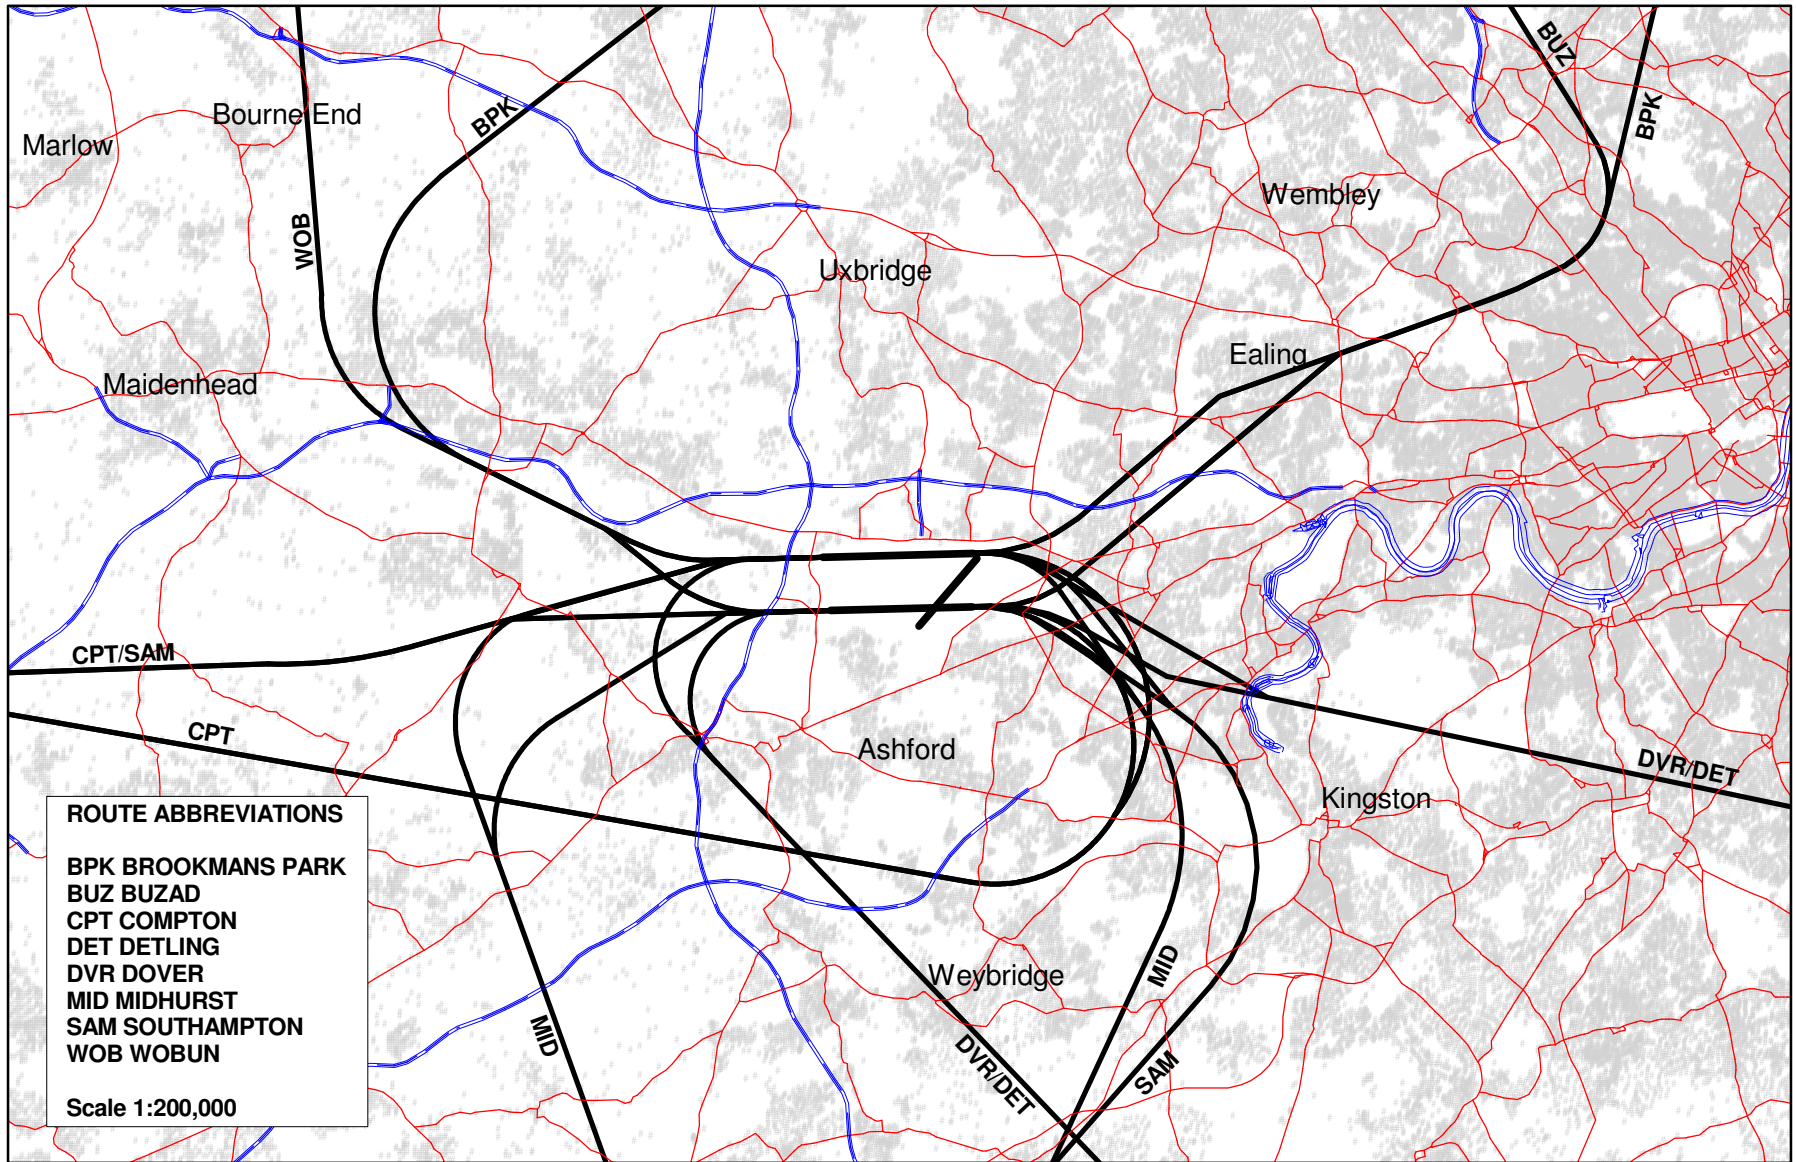 BUZ
BPK
BPK
Bourne End
Marlow
Wembley
WOB
Uxbridge
Ealing
Maidenhead
CPT/SAM
CPT
Ashford
DVR/DET
Kingston
ROUTE ABBREVIATIONS
BPK BROOKMANS PARK
BUZ BUZAD
CPT COMPTON
DET DETLING
DVR DOVER
MID MIDHURST
SAM SOUTHAMPTON
WOB WOBUN
Scale 1:200,000
Weybridge
MID
MID
DVR/DET
SAM